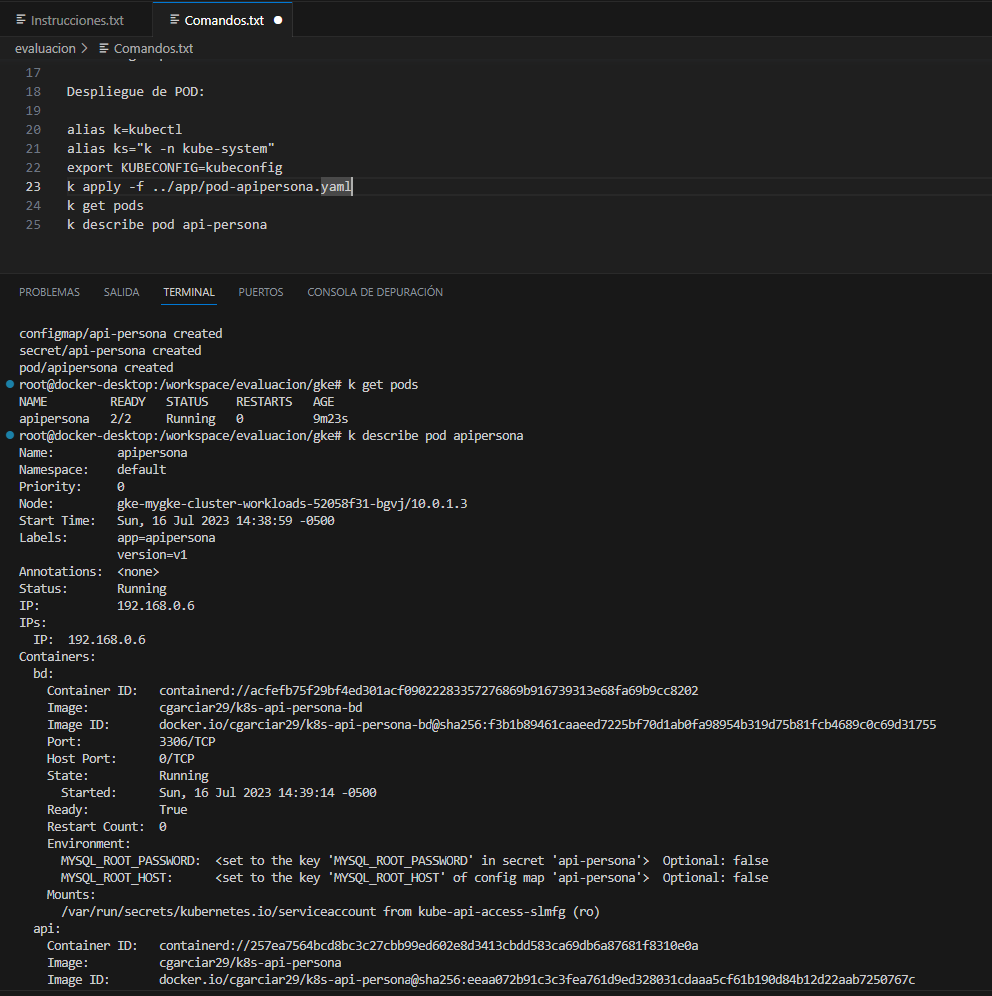 Instrucciones.txt
Comandos.txt
evaluacion > Comandos.txt
17
18 Despliegue de POD:
19
20 alias k=kubectl
21 alias ks="k -n kube-system"
22 export KUBECONFIG=kubeconfig
23 k apply -f ../app/pod-apipersona.yaml
24 k get pods
25 k describe pod api-persona
PROBLEMAS SALIDA TERMINAL PUERTOS CONSOLA DE DEPURACIÓN
configmap/api-persona created
secret/api-persona created
pod/apipersona created
root@docker-desktop:/workspace/evaluacion/gke# k get pods
NAME READY STATUS RESTARTS AGE
apipersona 2/2 Running 0 9m23s
root@docker-desktop:/workspace/evaluacion/gke# k describe pod apipersona
Name: apipersona
Namespace: default
Priority: 0
Node: gke-mygke-cluster-workloads-52058f31-bgvj/10.0.1.3
Start Time: Sun, 16 Jul 2023 14:38:59 -0500
Labels: app=apipersona
version=v1
Annotations: <none>
Status: Running
IP: 192.168.0.6
IPs:
IP: 192.168.0.6
Containers:
bd:
Container ID: containerd://acfefb75f29bf4ed301acf09022283357276869b916739313e68fa69b9cc8202
Image: cgarciar29/k8s-api-persona-bd
Image ID: docker.io/cgarciar29/k8s-api-persona-bd@sha256:f3b1b89461caaeed7225bf70d1ab0fa98954b319d75b81fcb4689c0c69d31755
Port: 3306/TCP
Host Port: 0/TCP
State: Running
Started: Sun, 16 Jul 2023 14:39:14 -0500
Ready: True
Restart Count: 0
Environment:
MYSQL_ROOT_PASSWORD: <set to the key 'MYSQL_ROOT_PASSWORD' in secret 'api-persona'> Optional: false
MYSQL_ROOT_HOST: <set to the key 'MYSQL_ROOT_HOST' of config map 'api-persona'> Optional: false
Mounts:
/var/run/secrets/kubernetes.io/serviceaccount from kube-api-access-slmfg (ro)
api:
Container ID: containerd://257ea7564bcd8bc3c27cbb99ed602e8d3413cbdd583ca69db6a87681f8310e0a
Image: cgarciar29/k8s-api-persona
Image ID: docker.io/cgarciar29/k8s-api-persona@sha256:eeaa072b91c3c3fea761d9ed328031cdaaa5cf61b190d84b12d22aab7250767c